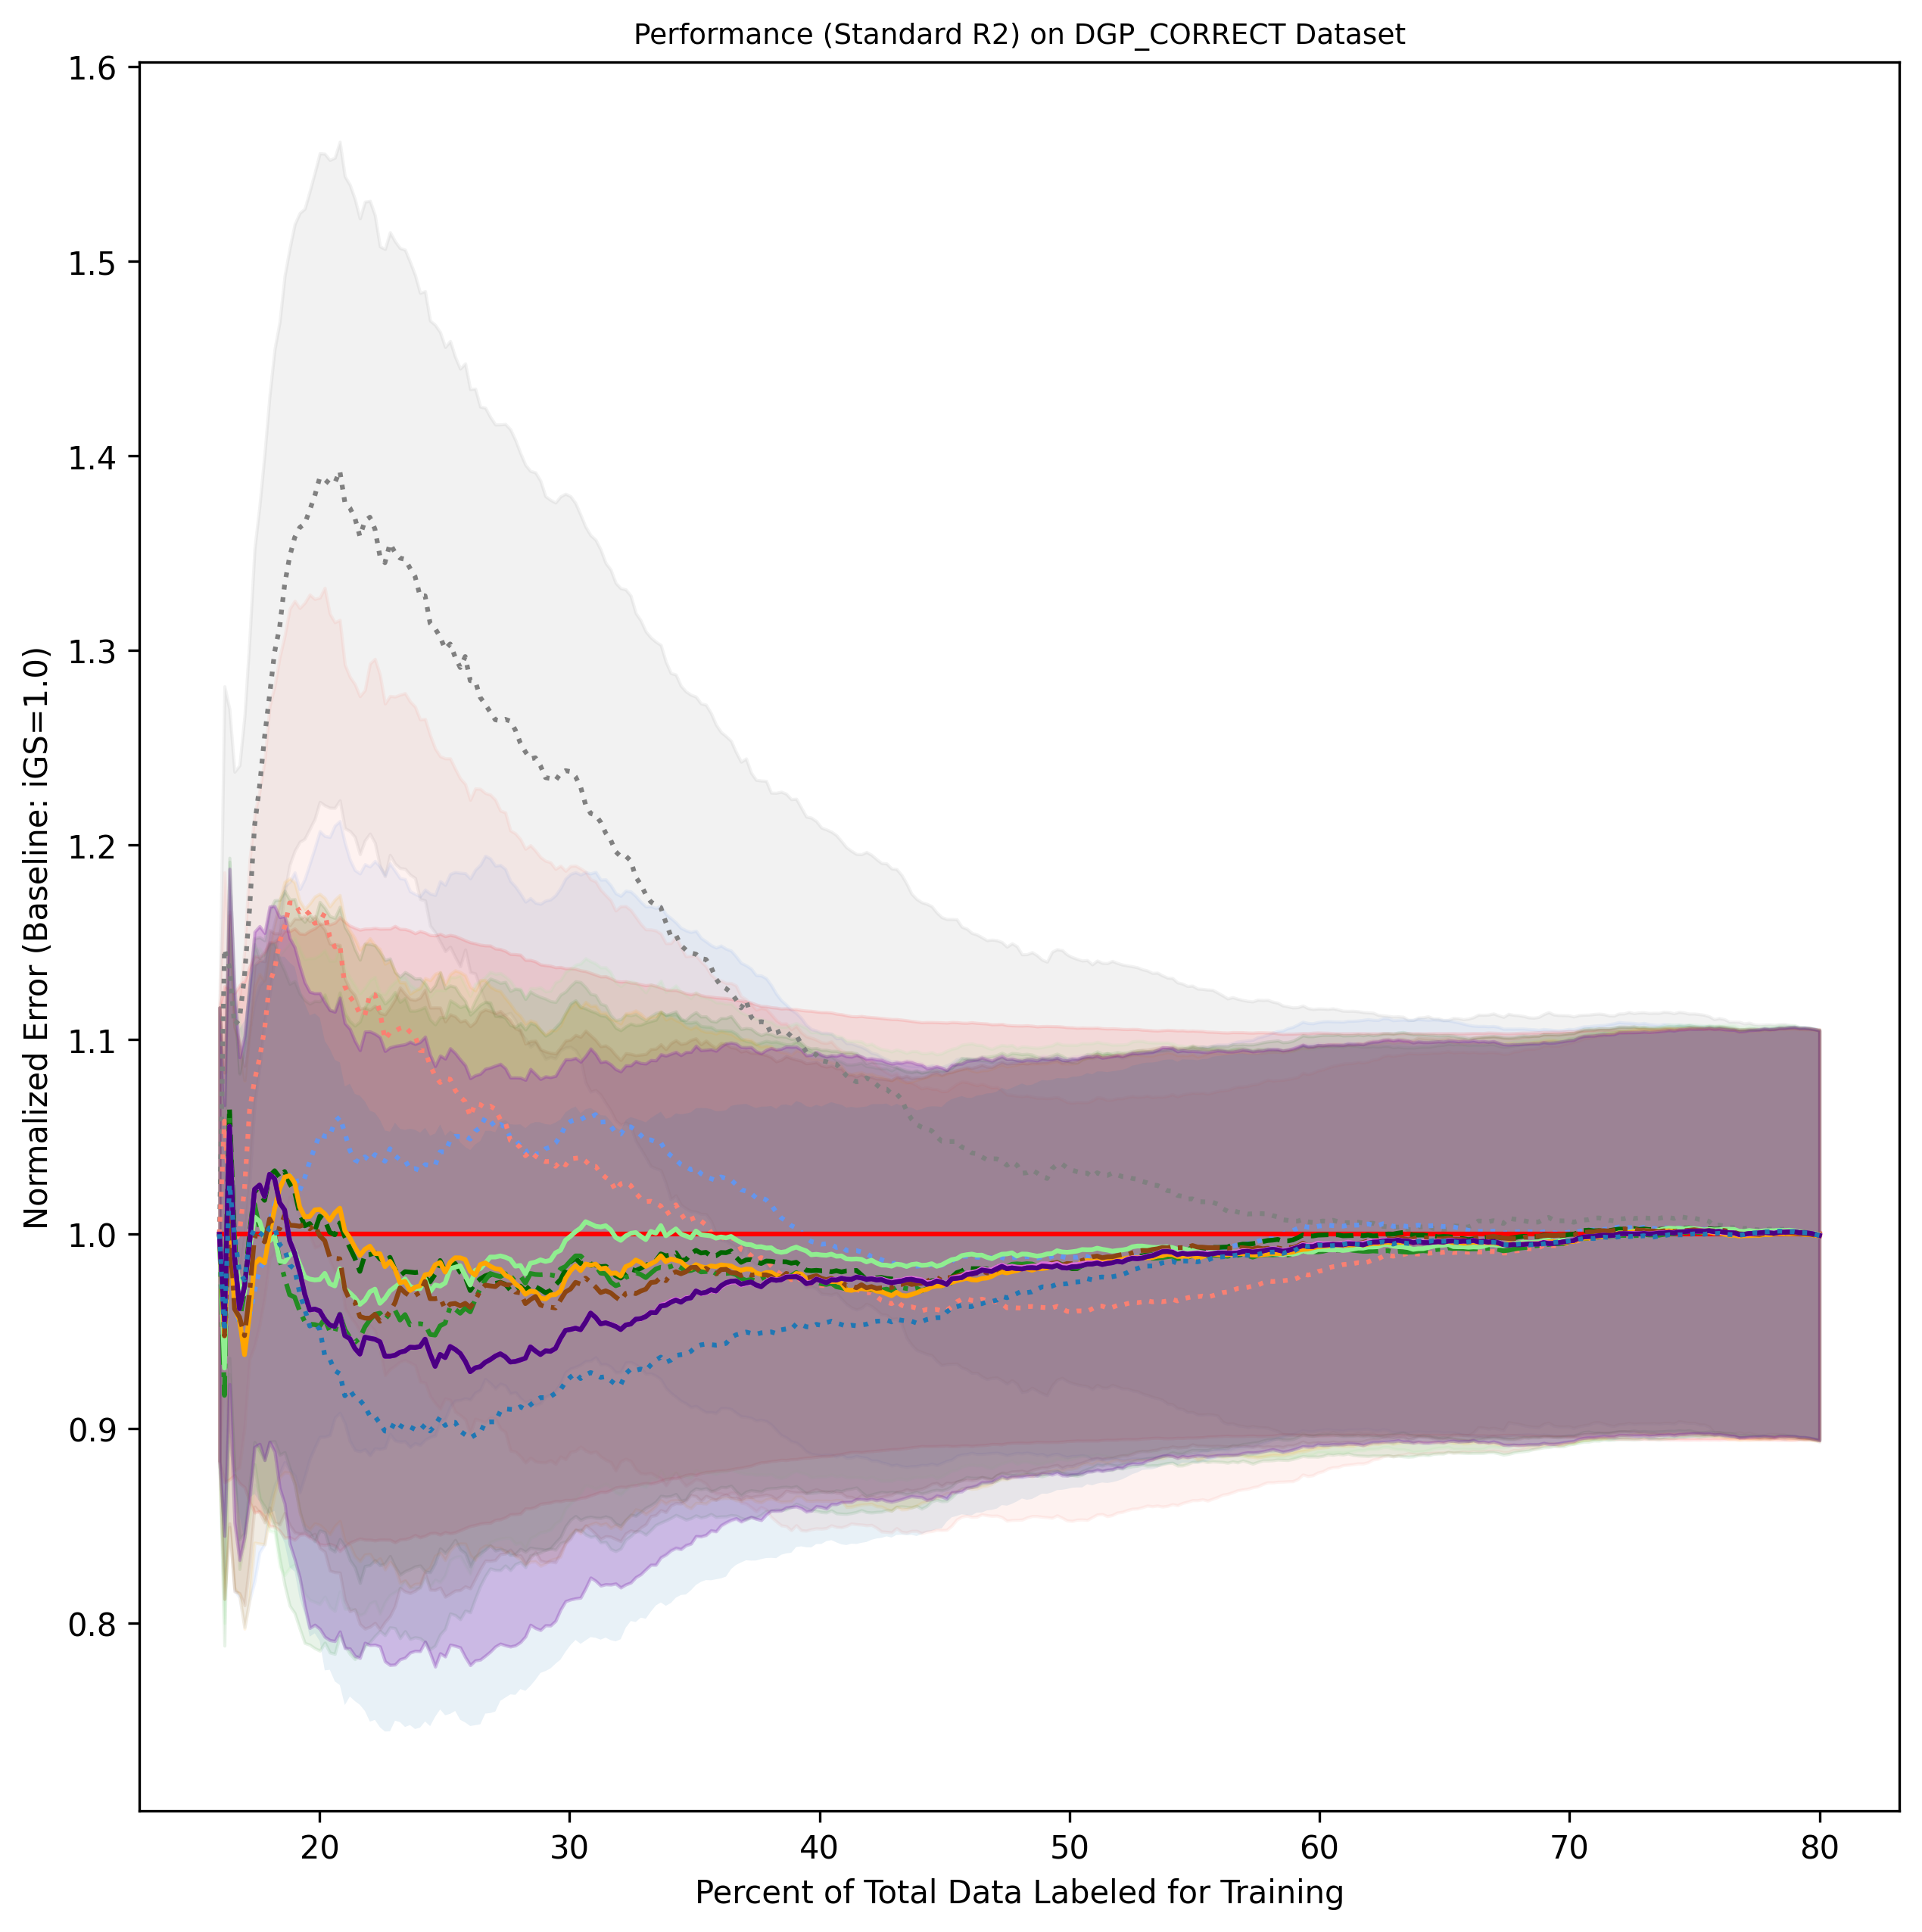 Performance (Standard R2) on DGP_CORRECT Dataset
1.6
1.5
1.4
1.3
1.2
1.1
1.0
0.9
0.8
Normalized Error (Baseline: iGS=1.0)
20 30 40 50 60 70 80
Percent of Total Data Labeled for Training